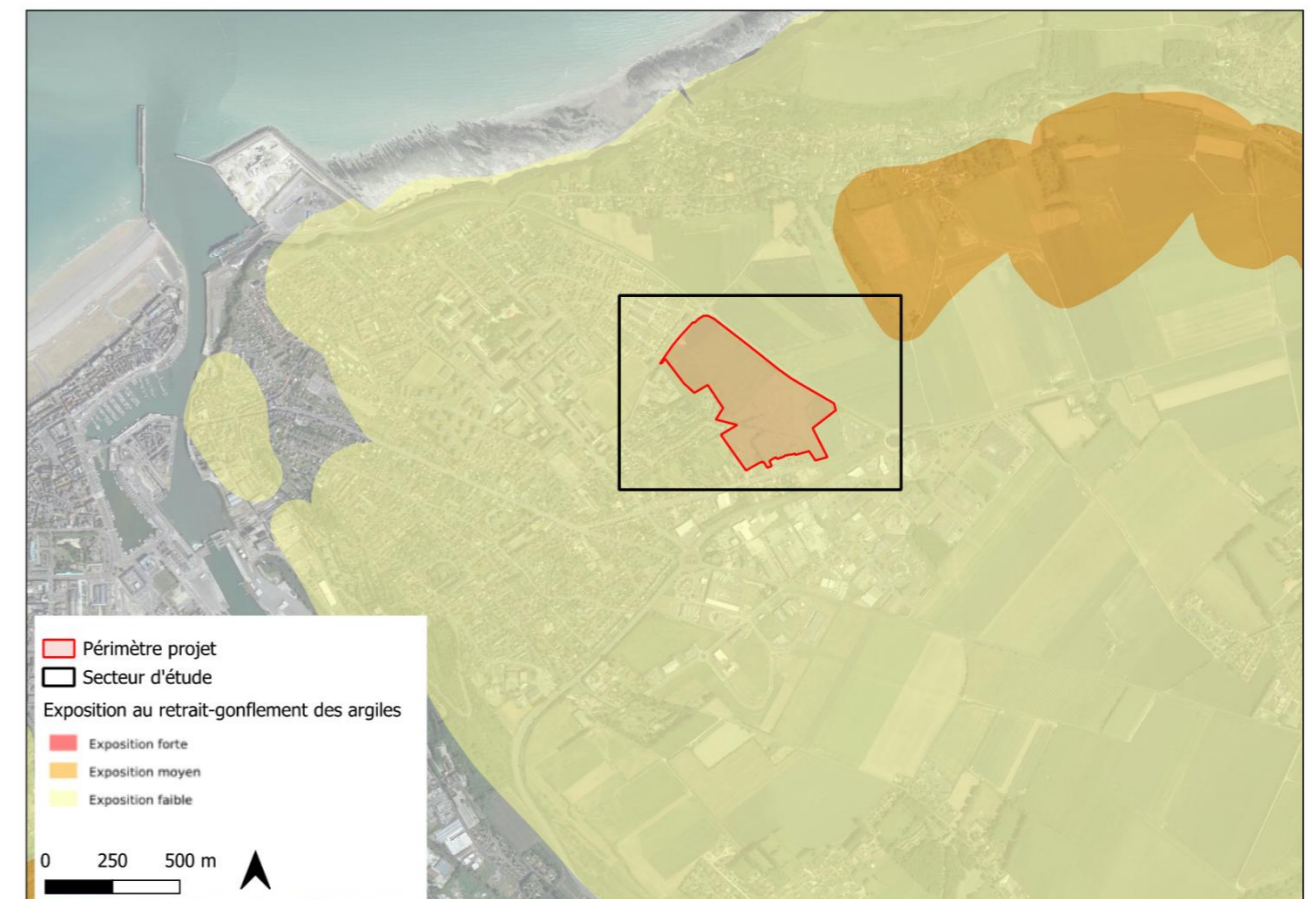 Périmètre projet
Secteur d'étude
Exposition au retrait-gonflement des argiles
Exposition forte
Exposition moyen
Exposition faible
0 250 500 m